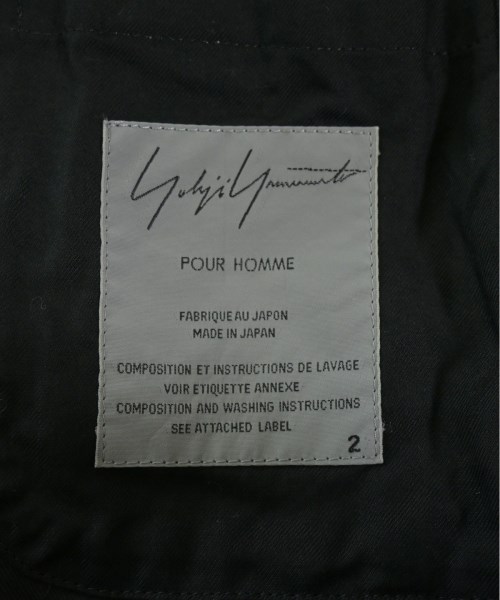 Yohji Yamamoto
POUR HOMME
FABRIQUE AU JAPON
MADE IN JAPAN
COMPOSITION ET INSTRUCTIONS DE LAVAGE
VOIR ETIQUETTE ANNEXE
COMPOSITION AND WASHING INSTRUCTIONS
SEE ATTACHED LABEL
2